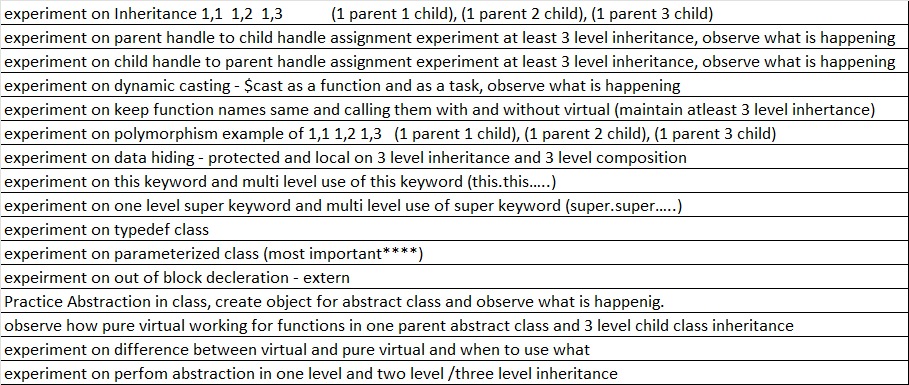 experiment on Inheritance 1,1  1,2  1,3          (1 parent 1 child), (1 parent 2 child), (1 parent 3 child)
experiment on parent handle to child handle assignment experiment at least 3 level inheritance, observe what is happening
experiment on child handle to parent handle assignment experiment at least 3 level inheritance, observe what is happening
experiment on dynamic casting - $cast as a function and as a task, observe what is happening
experiment on keep function names same and calling them with and without virtual (maintain atleast 3 level inhertance)
experiment on polymorphism example of 1,1 1,2 1,3   (1 parent 1 child), (1 parent 2 child), (1 parent 3 child)
experiment on data hiding - protected and local on 3 level inheritance and 3 level composition
experiment on this keyword and multi level use of this keyword (this.this…..)
experiment on one level super keyword and multi level use of super keyword (super.super…..)
experiment on typedef class
experiment on parameterized class (most important****)
expeirment on out of block decleration - extern
Practice Abstraction in class, create object for abstract class and observe what is happenig.
observe how pure virtual working for functions in one parent abstract class and 3 level child class inheritance
experiment on difference between virtual and pure virtual and when to use what
experiment on perfom abstraction in one level and two level /three level inheritance